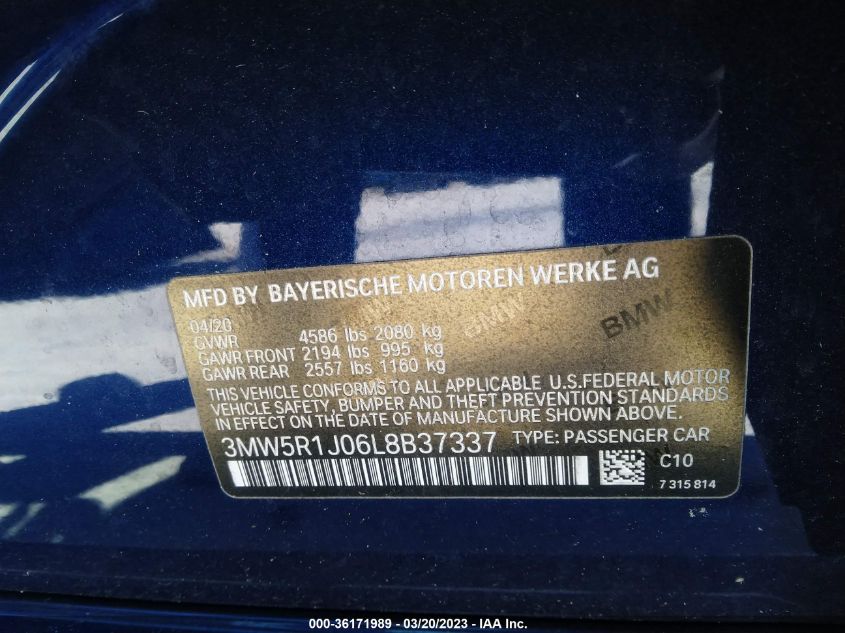 MFD BY BAYERISCHE MOTOREN WERKE AG
04/20
GVWR 4586 lbs 2080 kg
GAWR FRONT 2194 lbs 995 kg
GAWR REAR 2557 lbs 1160 kg
THIS VEHICLE CONFORMS TO ALL APPLICABLE U.S.FEDERAL MOTOR
VEHICLE SAFETY, BUMPER AND THEFT PREVENTION STANDARDS
IN EFFECT ON THE DATE OF MANUFACTURE SHOWN ABOVE.
3MW5R1J06L8B37337 TYPE: PASSENGER CAR
C10
7 315 814
BMW
BMW
000-36171989 — 03/20/2023 — IAA Inc.